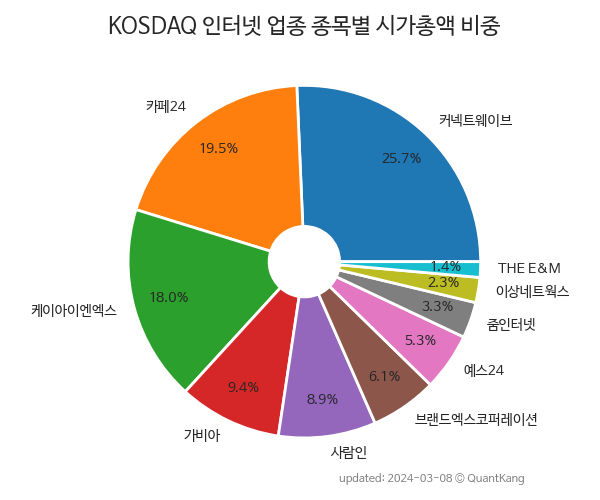 KOSDAQ 인터넷 업종 종목별 시가총액 비중
커넥트웨이브
25.7%
카페24
19.5%
케이아이엔엑스
18.0%
가비아
9.4%
사람인
8.9%
브랜드엑스코퍼레이션
6.1%
예스24
5.3%
줌인터넷
3.3%
이상네트웍스
2.3%
THE E&M
1.4%
updated: 2024-03-08 © QuantKang